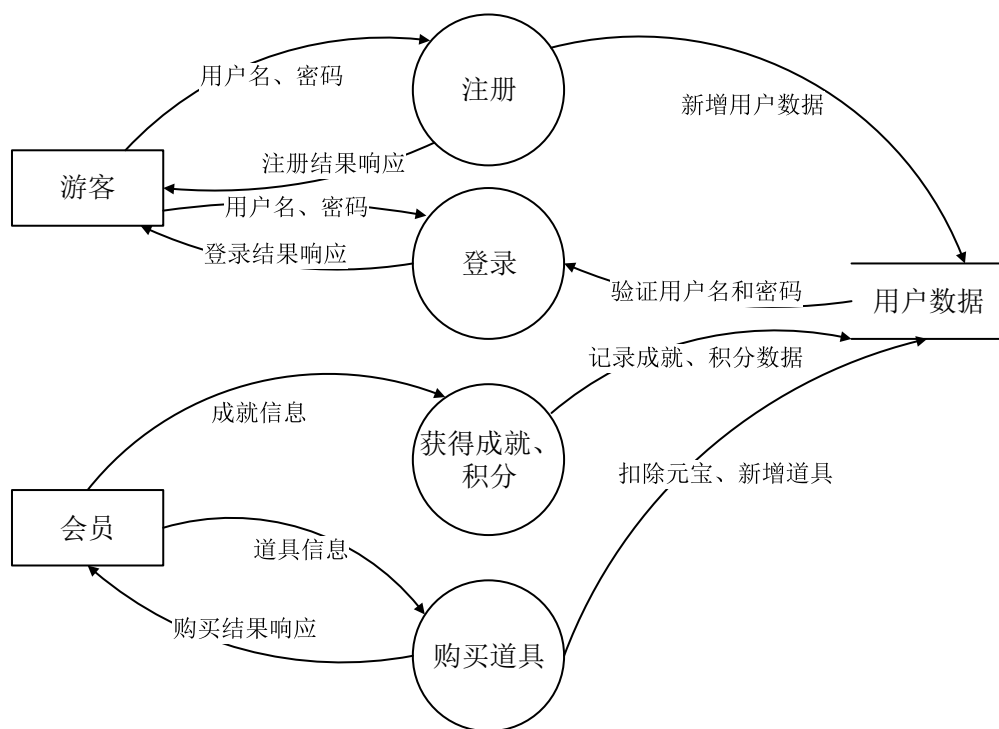 用户名、密码
注册
新增用户数据
注册结果响应
游客
用户名、密码
登录结果响应
登录
验证用户名和密码
用户数据
记录成就、积分数据
成就信息
获得成就、
积分
扣除元宝、新增道具
会员
道具信息
购买结果响应
购买道具